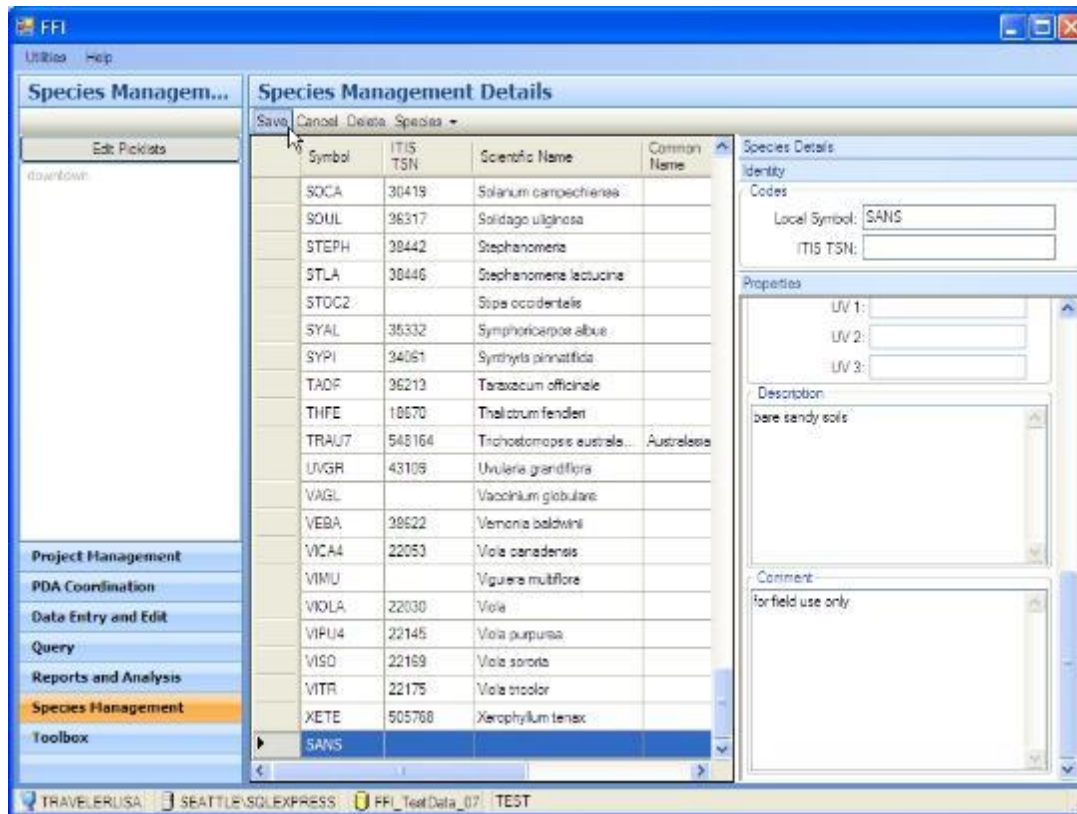 FFI
Utilities Help
Species Managem...
Species Management Details
Save Cancel Delete Species
Edit Picklists
downtown
Symbol ITIS TSN Scientific Name Common Name
SOCA 30419 Solanum campechiense
SOUL 36317 Solidago uliginosa
STEPH 38442 Stephanomeria
STLA 38446 Stephanomeria lactucina
STOC2 Stipa occidentalis
SYAL 35332 Symphoricarpos albus
SYPI 34061 Synthyris pinnatifida
TAOF 36213 Taraxacum officinale
THFE 18670 Thalictrum fendleri
TRAU7 548164 Trichostomopsis australa... Australasia
UVGR 43109 Uvularia grandiflora
VAGL Vaccinium globulare
VEBA 38622 Vernonia baldwinii
VICA4 22053 Viola canadensis
VIMU Viguiera multiflora
VIOLA 22030 Viola
VIPU4 22145 Viola purpurea
VISO 22169 Viola sororia
VITR 22175 Viola tricolor
XETE 505768 Xerophyllum tenax
SANS
Species Details
Identity
Codes
Local Symbol: SANS
ITIS TSN:
Properties
UV 1:
UV 2:
UV 3:
Description
bare sandy soils
Comment
for field use only
Project Management
PDA Coordination
Data Entry and Edit
Query
Reports and Analysis
Species Management
Toolbox
TRAVELERUSA SEATTLE\SQLEXPRESS FFI_TestData_07 TEST